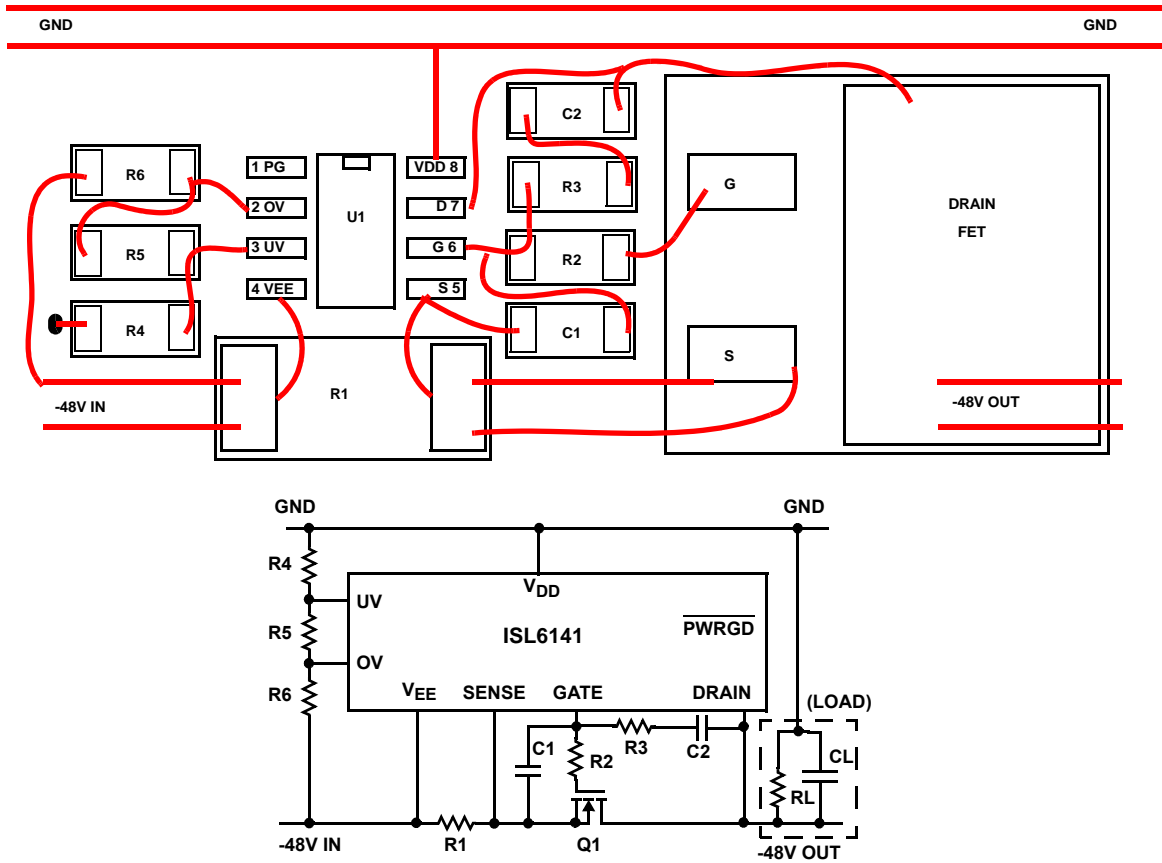 GND GND
C2
1 PG VDD 8
R6 R3 G DRAIN
2 OV U1 D 7 FET
R5 3 UV G 6 R2
4 VEE S 5
R4 C1
S
R1
-48V IN -48V OUT
GND GND
R4
VDD
UV
R5 ISL6141 PWRGD
OV
R6 VEE SENSE GATE DRAIN
(LOAD)
C1 R3 C2
R2 CL
RL
-48V IN R1 Q1 -48V OUT